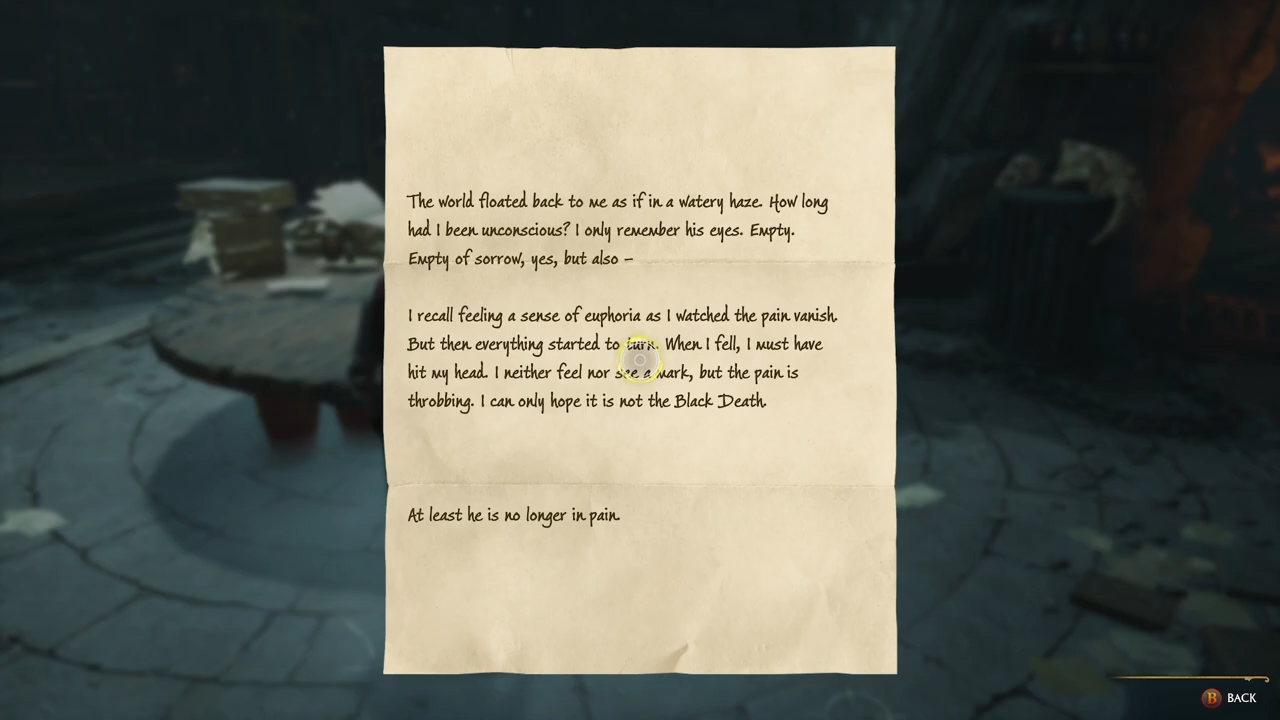 The world floated back to me as if in a watery haze. How long
had I been unconscious? I only remember his eyes. Empty.
Empty of sorrow, yes, but also –
I recall feeling a sense of euphoria as I watched the pain vanish.
But then everything started to turn. When I fell, I must have
hit my head. I neither feel nor see a mark, but the pain is
throbbing. I can only hope it is not the Black Death.
At least he is no longer in pain.
B BACK